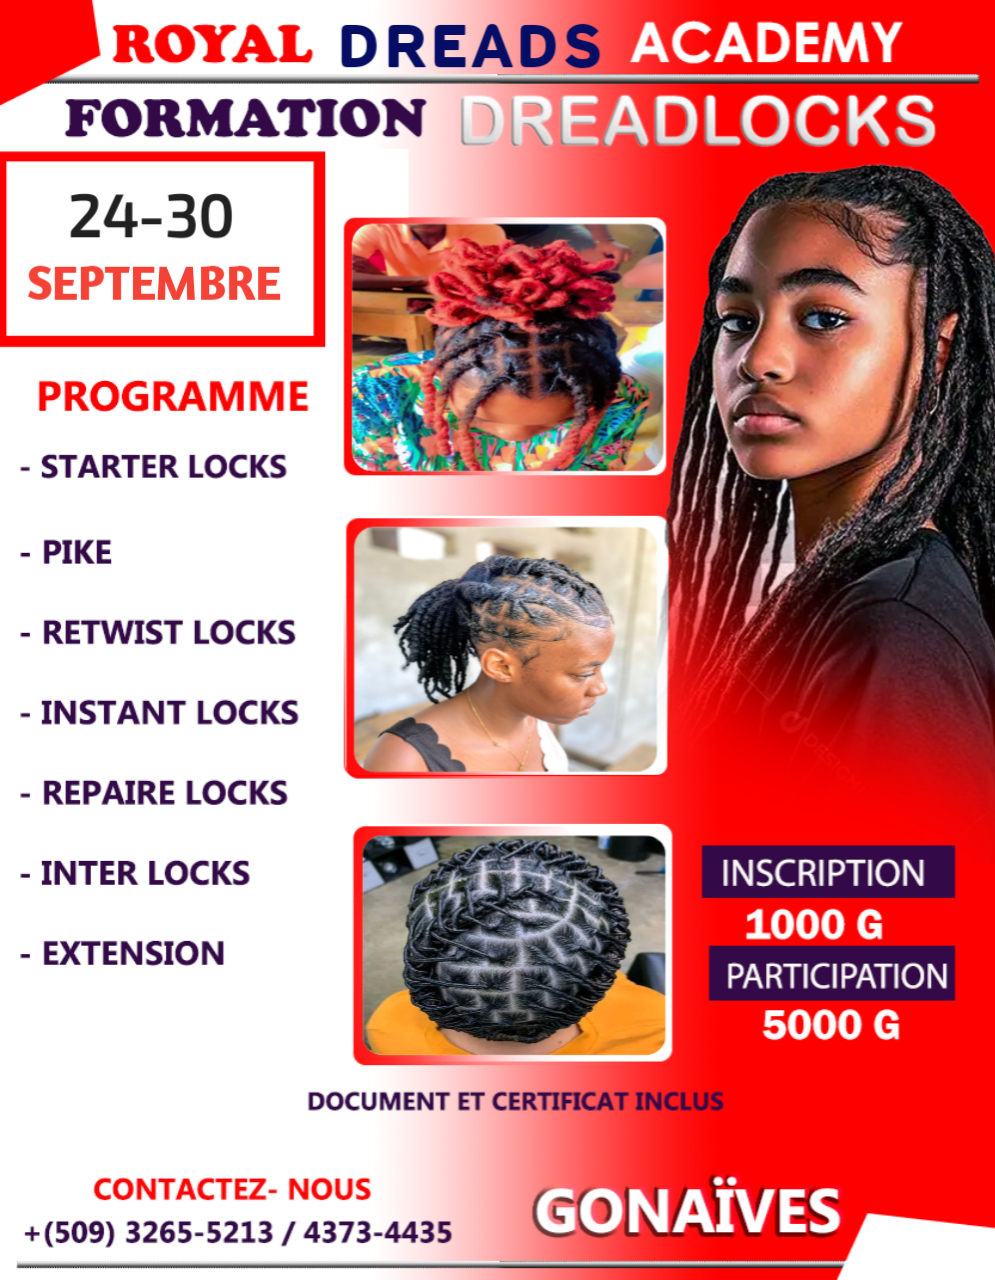 ROYAL DREADS ACADEMY
FORMATION DREADLOCKS
24-30
SEPTEMBRE
PROGRAMME
- STARTER LOCKS
- PIKE
- RETWIST LOCKS
- INSTANT LOCKS
- REPAIRE LOCKS
- INTER LOCKS
- EXTENSION
INSCRIPTION
1000 G
PARTICIPATION
5000 G
DOCUMENT ET CERTIFICAT INCLUS
CONTACTEZ- NOUS
+(509) 3265-5213 / 4373-4435
GONAÏVES